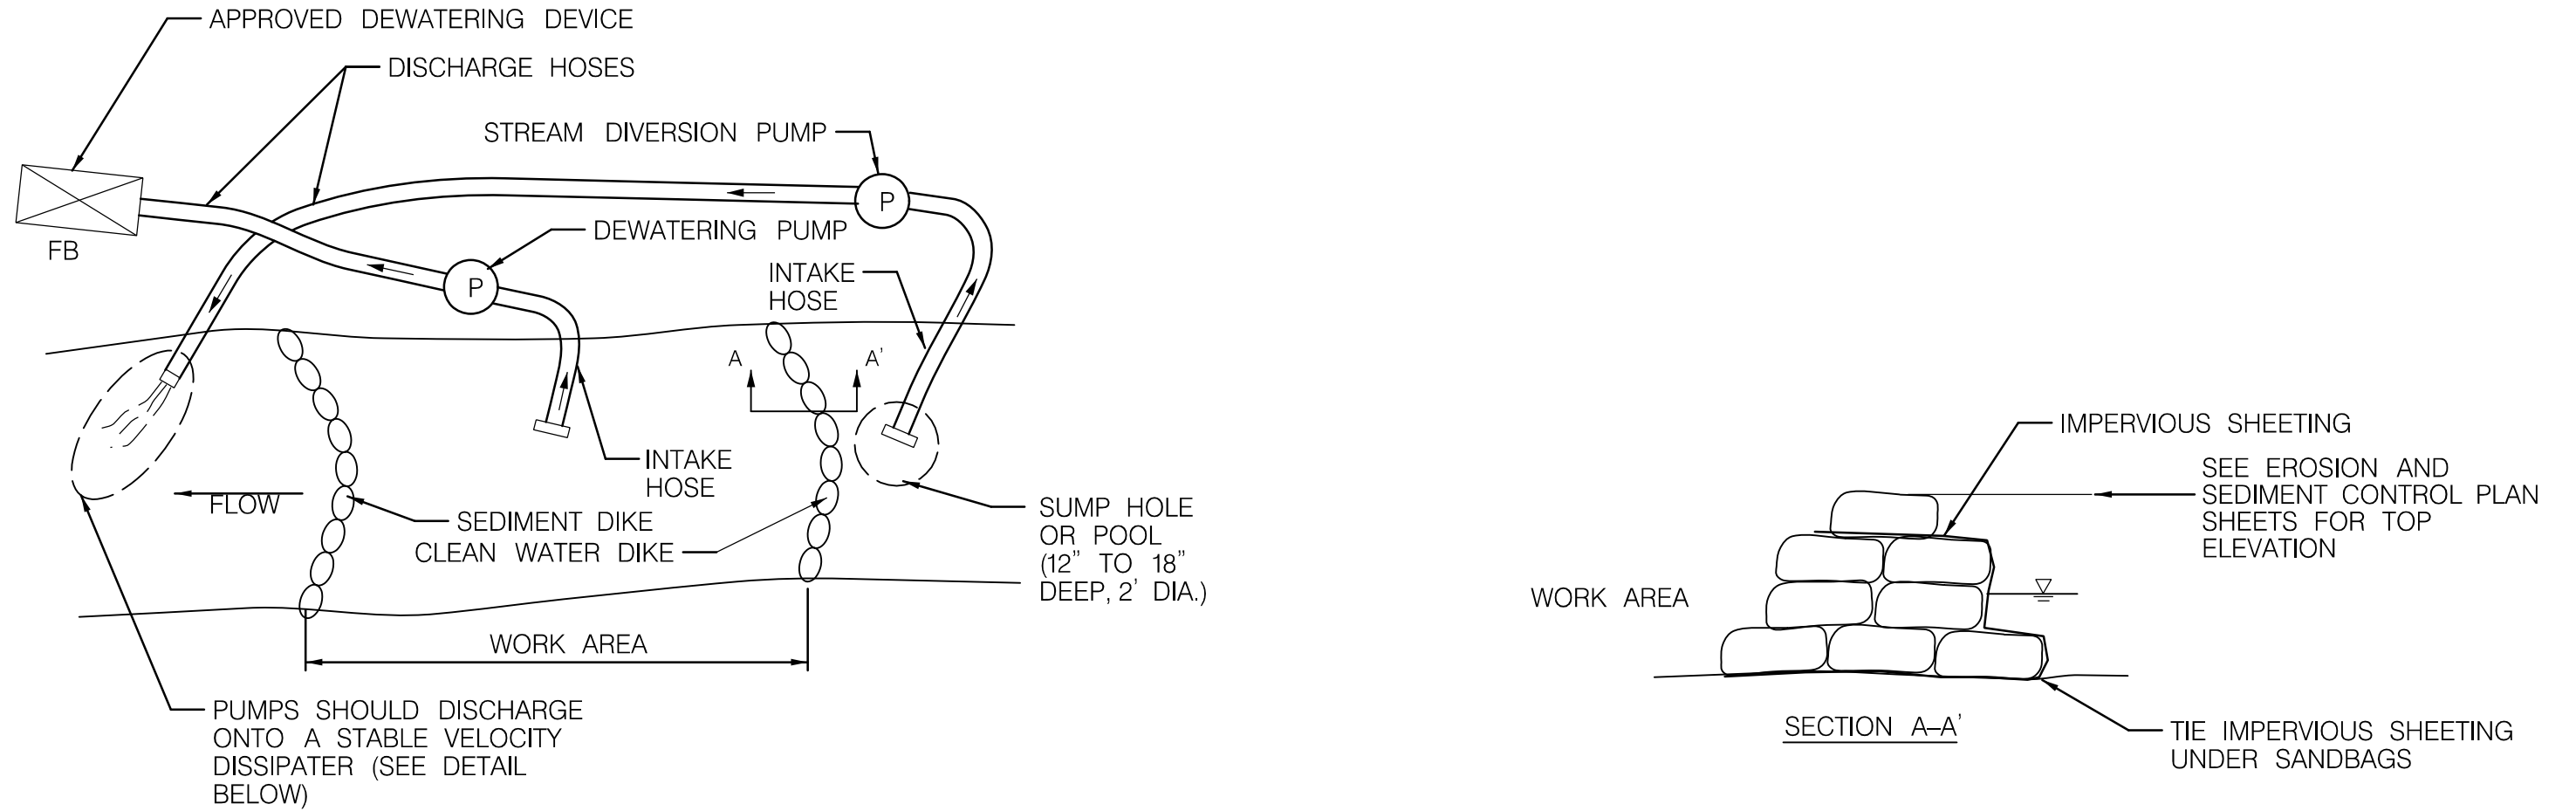 APPROVED DEWATERING DEVICE
DISCHARGE HOSES
STREAM DIVERSION PUMP
P
FB
DEWATERING PUMP
P
INTAKE
HOSE
A A'
INTAKE
HOSE
FLOW
SEDIMENT DIKE
CLEAN WATER DIKE
SUMP HOLE
OR POOL
(12" TO 18"
DEEP, 2' DIA.)
WORK AREA
PUMPS SHOULD DISCHARGE
ONTO A STABLE VELOCITY
DISSIPATER (SEE DETAIL
BELOW)
IMPERVIOUS SHEETING
SEE EROSION AND
SEDIMENT CONTROL PLAN
SHEETS FOR TOP
ELEVATION
WORK AREA
SECTION A–A'
TIE IMPERVIOUS SHEETING
UNDER SANDBAGS